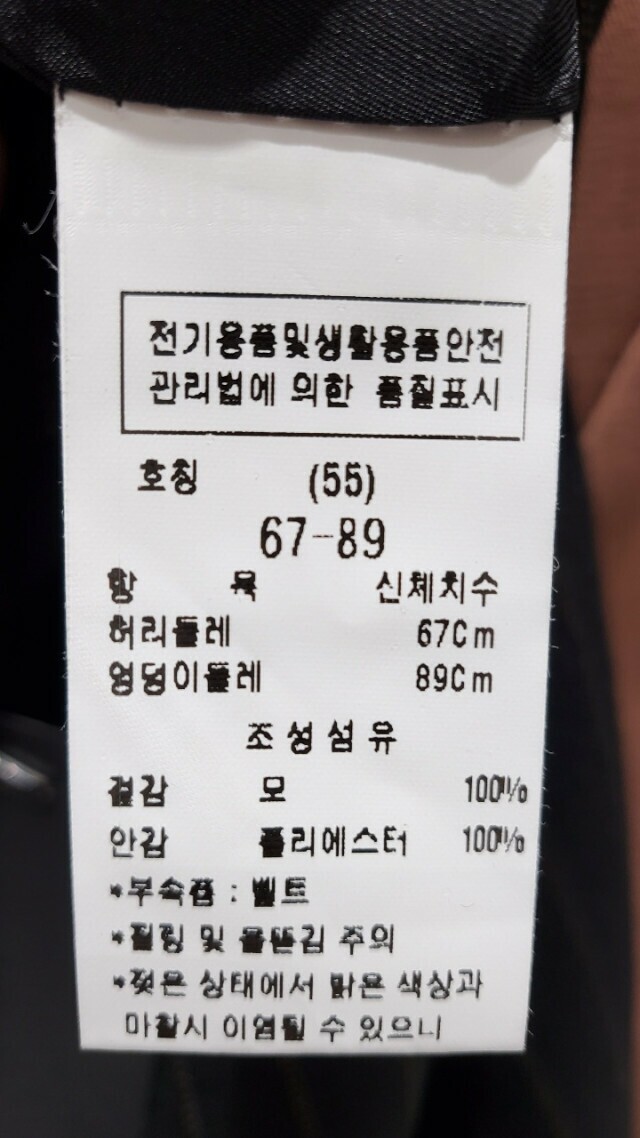 전기용품및생활용품안전
관리법에 의한 품질표시
호칭 (55)
67-89
항 목 신체치수
허리둘레 67Cm
엉덩이둘레 89Cm
조성섬유
겉감 모 100%
안감 폴리에스터 100%
*부속품 : 벨트
*필링 및 올뜯김 주의
*젖은 상태에서 밝은 색상과
마찰시 이염될 수 있으니